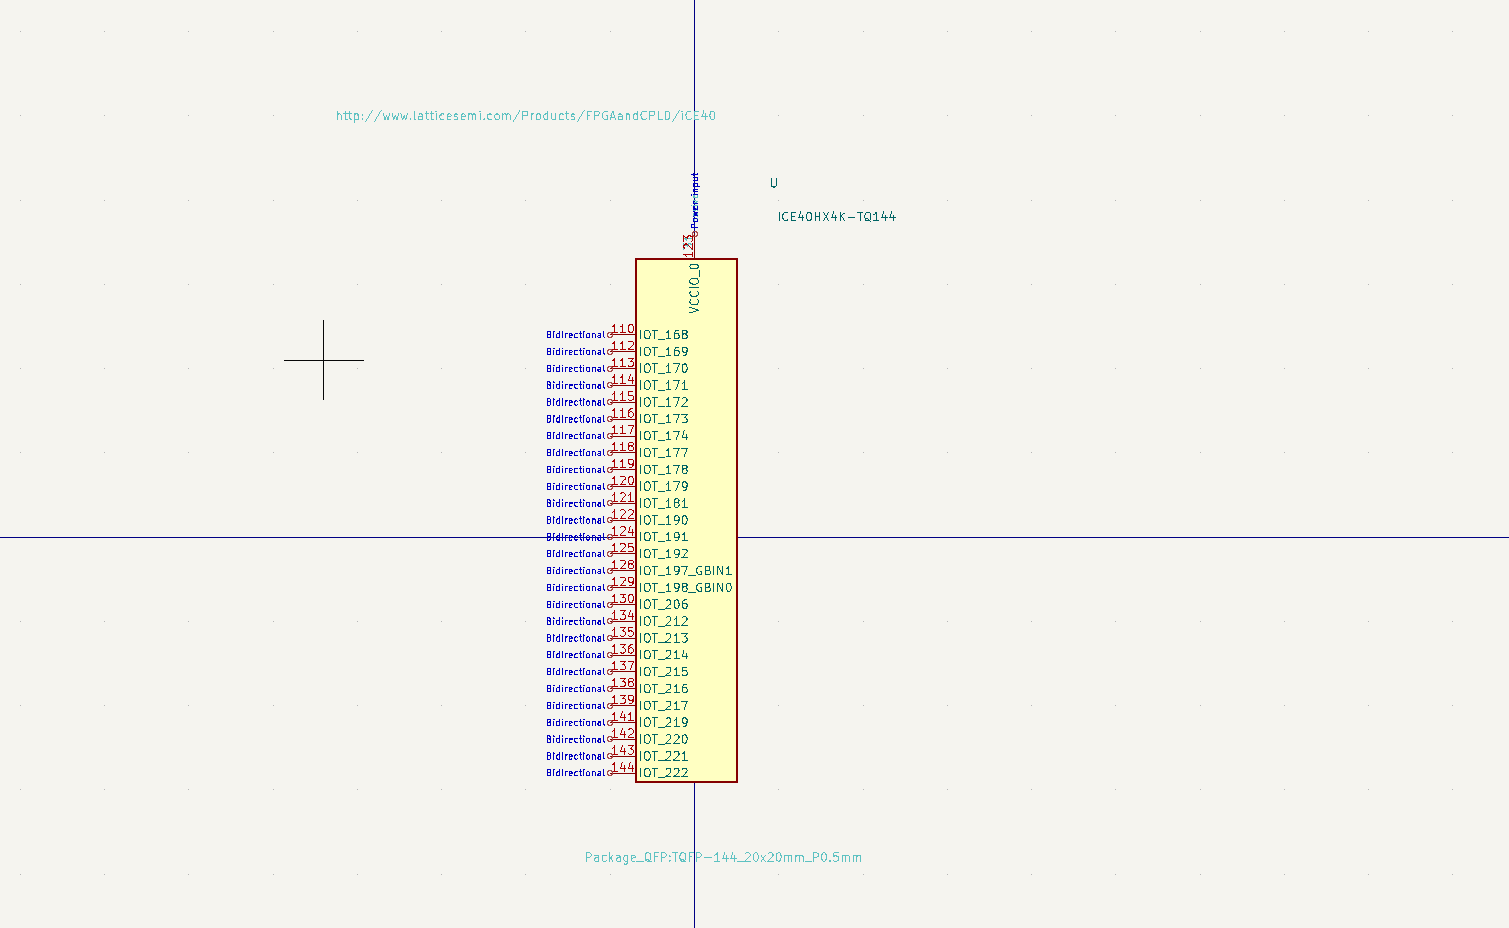 http://www.latticesemi.com/Products/FPGAandCPLD/iCE40
Power input
U
ICE40HX4K-TQ144
VCCIO_0
Bidirectional 110 IOT_168
Bidirectional 112 IOT_169
Bidirectional 113 IOT_170
Bidirectional 114 IOT_171
Bidirectional 115 IOT_172
Bidirectional 116 IOT_173
Bidirectional 117 IOT_174
Bidirectional 118 IOT_177
Bidirectional 119 IOT_178
Bidirectional 120 IOT_179
Bidirectional 121 IOT_181
Bidirectional 122 IOT_190
Bidirectional 124 IOT_191
Bidirectional 125 IOT_192
Bidirectional 128 IOT_197_GBIN1
Bidirectional 129 IOT_198_GBIN0
Bidirectional 130 IOT_206
Bidirectional 134 IOT_212
Bidirectional 135 IOT_213
Bidirectional 136 IOT_214
Bidirectional 137 IOT_215
Bidirectional 138 IOT_216
Bidirectional 139 IOT_217
Bidirectional 141 IOT_219
Bidirectional 142 IOT_220
Bidirectional 143 IOT_221
Bidirectional 144 IOT_222
Package_QFP:TQFP-144_20x20mm_P0.5mm